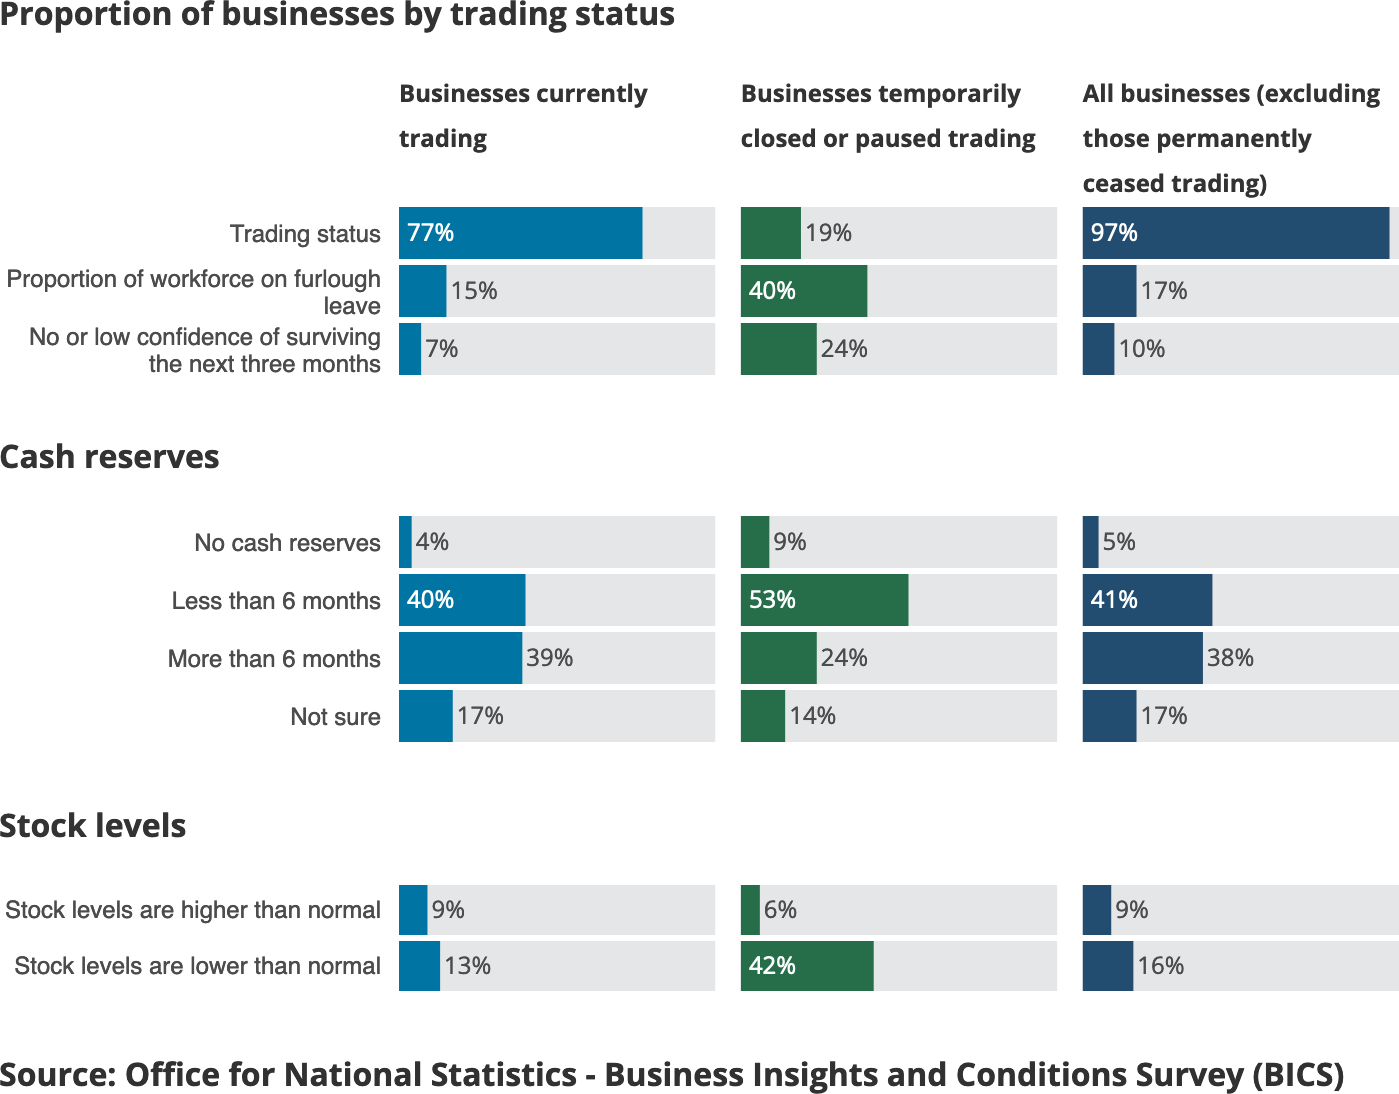 Proportion of businesses by trading status
Businesses currently
trading
Businesses temporarily
closed or paused trading
All businesses (excluding
those permanently
ceased trading)
Trading status 77% 19% 97%
Proportion of workforce on furlough
leave 15% 40% 17%
No or low confidence of surviving
the next three months 7% 24% 10%
Cash reserves
No cash reserves 4% 9% 5%
Less than 6 months 40% 53% 41%
More than 6 months 39% 24% 38%
Not sure 17% 14% 17%
Stock levels
Stock levels are higher than normal 9% 6% 9%
Stock levels are lower than normal 13% 42% 16%
Source: Office for National Statistics - Business Insights and Conditions Survey (BICS)